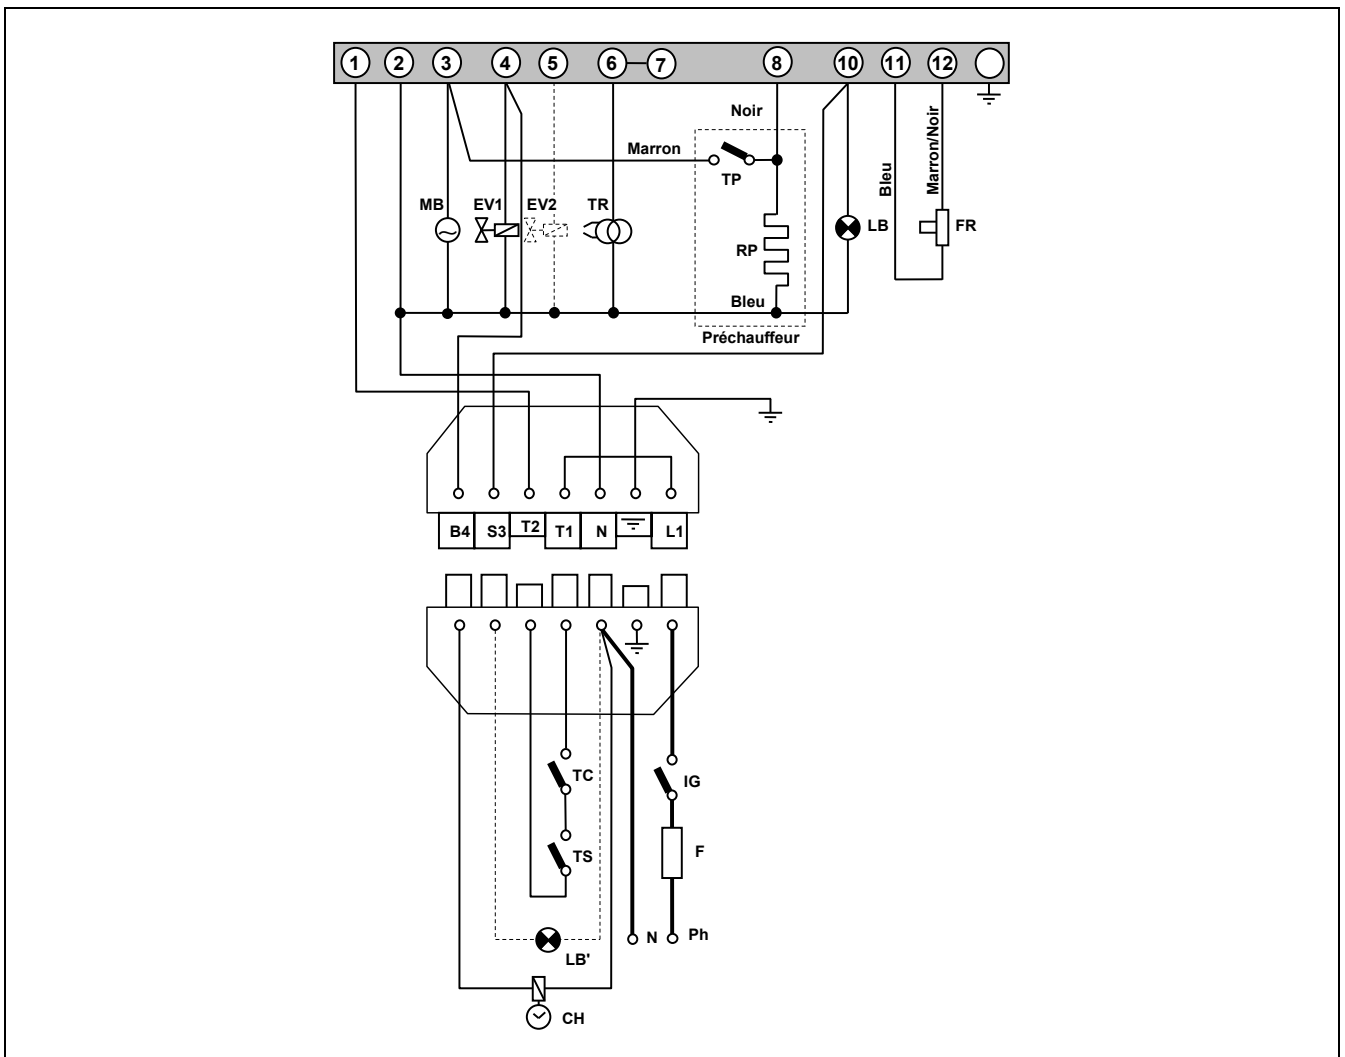 1 2 3 4 5 6 7 8 10 11 12
Noir
Marron
TP
Bleu
Marron/Noir
MB EV1 EV2 TR
RP
LB
FR
Bleu
Préchauffeur
B4 S3 T2 T1 N L1
TC
IG
TS
F
N Ph
LB'
CH